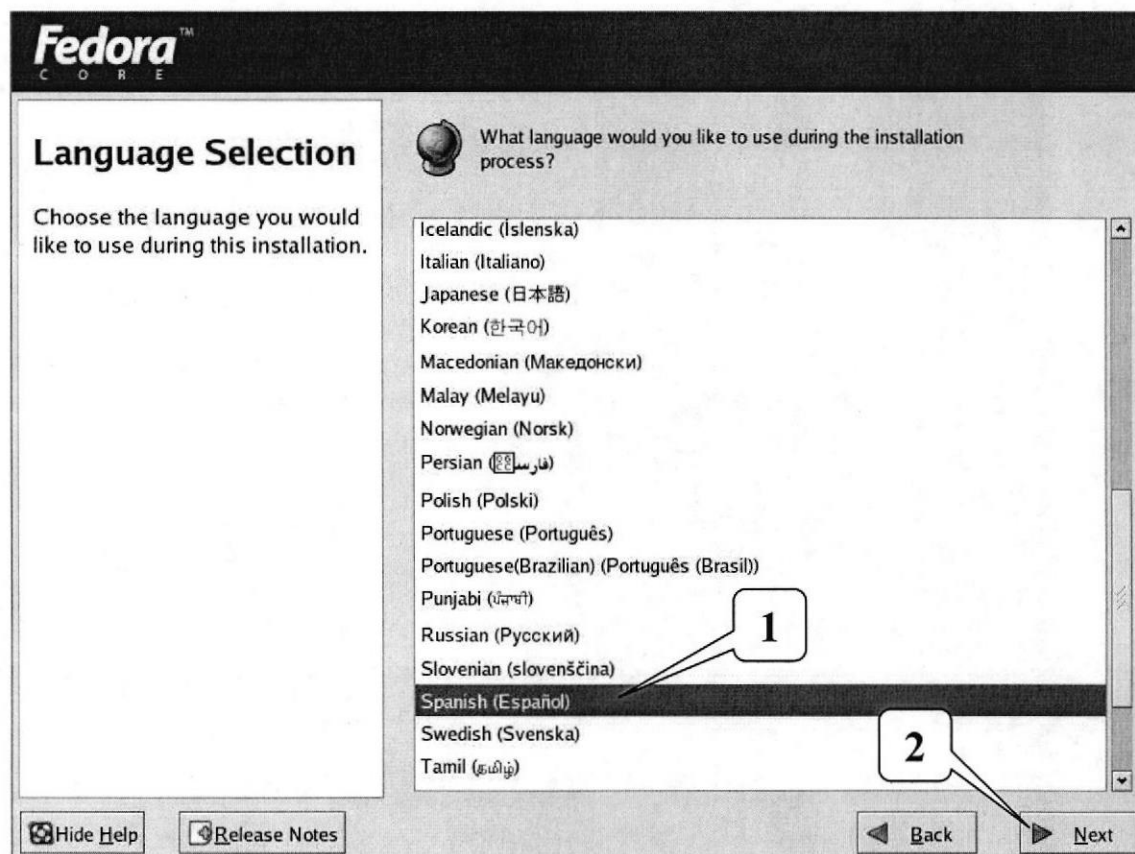 Fedora™
CORE
Language Selection
Choose the language you would
like to use during this installation.
What language would you like to use during the installation
process?
Icelandic (Íslenska)
Italian (Italiano)
Japanese (日本語)
Korean (한국어)
Macedonian (Македонски)
Malay (Melayu)
Norwegian (Norsk)
Persian (فارسی)
Polish (Polski)
Portuguese (Português)
Portuguese(Brazilian) (Português (Brasil))
Punjabi (ਪੰਜਾਬੀ)
Russian (Русский)
1
Slovenian (slovenščina)
Spanish (Español)
Swedish (Svenska)
2
Tamil (தமிழ்)
Hide Help
Release Notes
Back
Next